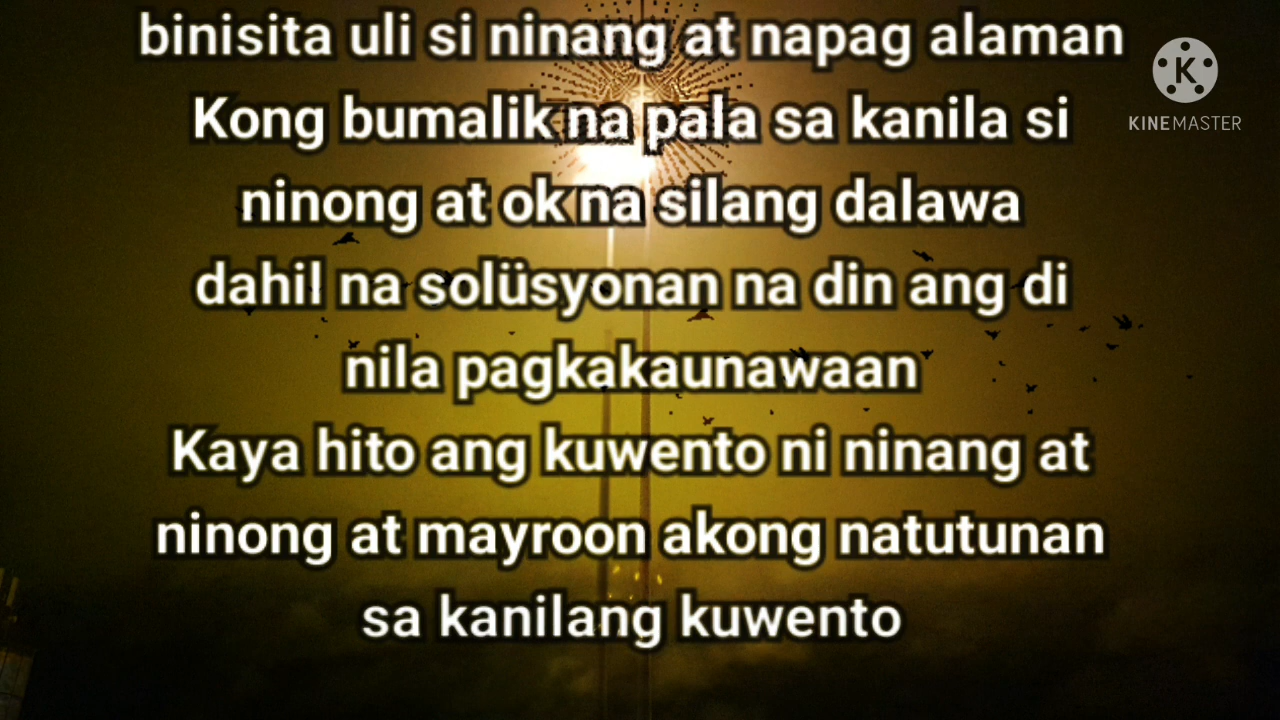 binisita uli si ninang at napag alaman
Kong bumalik na pala sa kanila si
ninong at ok na silang dalawa
dahil na solüsyonan na din ang di
nila pagkakaunawaan
Kaya hito ang kuwento ni ninang at
ninong at mayroon akong natutunan
sa kanilang kuwento
K
KINEMASTER